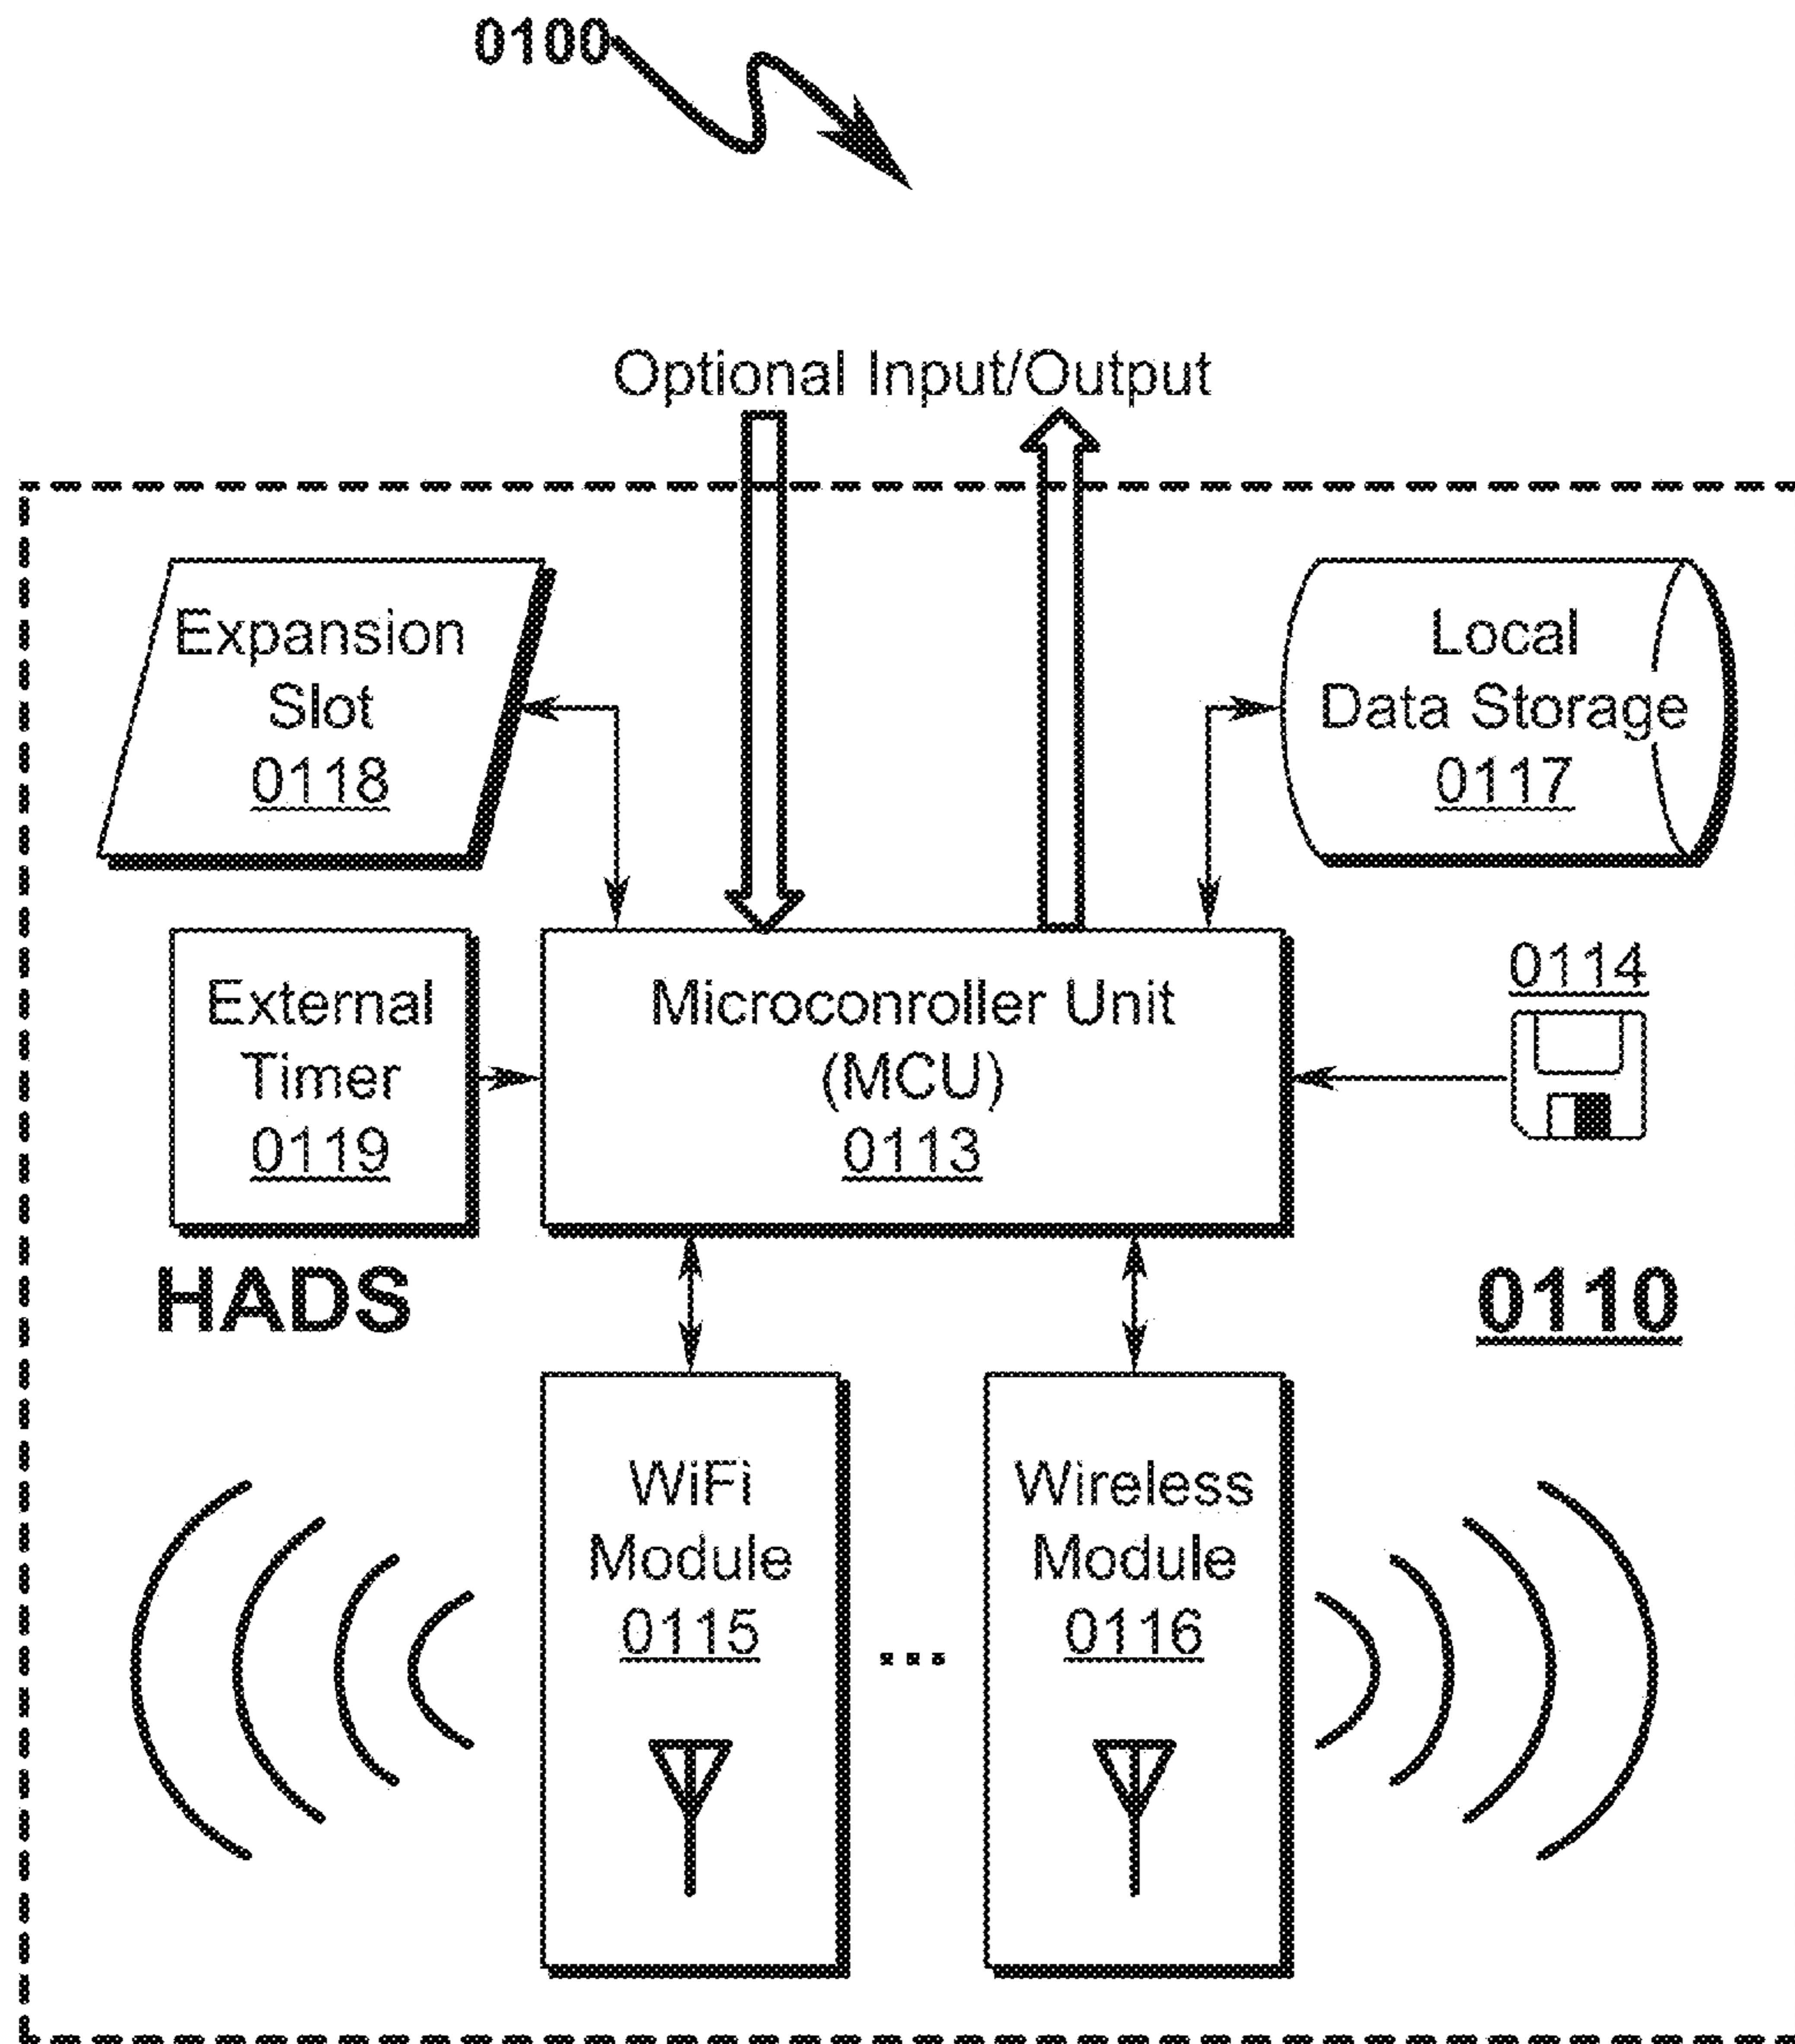 0100
Optional Input/Output
Expansion
Slot
0118
Local
Data Storage
0117
External
Timer
0119
Microconroller Unit
(MCU)
0113
0114
HADS
0110
WiFi
Module
0115
...
Wireless
Module
0116